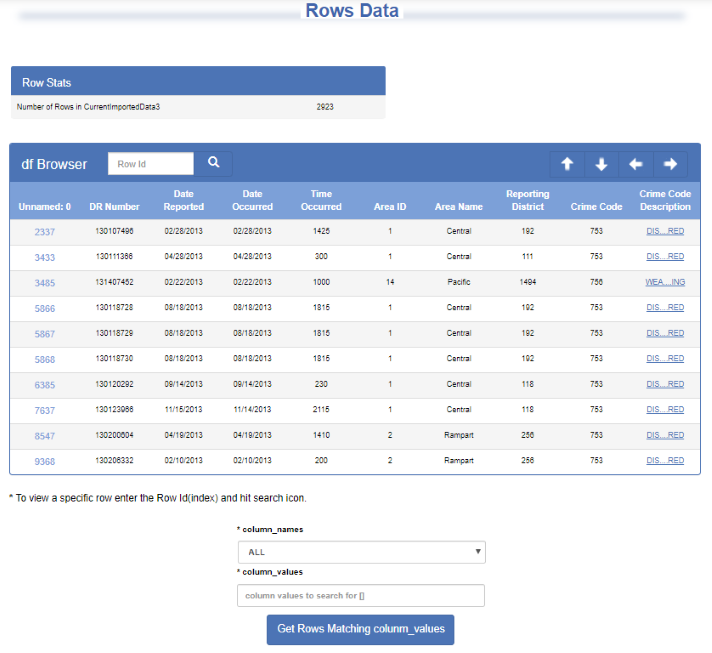 Rows Data
Row Stats
Number of Rows in CurrentImportedData3 2923
df Browser Row Id
Unnamed: 0 DR Number Date Reported Date Occurred Time Occurred Area ID Area Name Reporting District Crime Code Crime Code Description
2337 130107498 02/28/2013 02/28/2013 1425 1 Central 192 753 DIS....RED
3433 130111366 04/28/2013 04/28/2013 300 1 Central 111 753 DIS....RED
3485 131407452 02/22/2013 02/22/2013 1000 14 Pacific 1494 756 WEA....ING
5866 130118728 08/18/2013 08/18/2013 1815 1 Central 192 753 DIS....RED
5867 130118729 08/18/2013 08/18/2013 1815 1 Central 192 753 DIS....RED
5868 130118730 08/18/2013 08/18/2013 1815 1 Central 192 753 DIS....RED
6385 130120292 09/14/2013 09/14/2013 230 1 Central 118 753 DIS....RED
7637 130123966 11/15/2013 11/14/2013 2115 1 Central 118 753 DIS....RED
8547 130200604 04/19/2013 04/19/2013 1410 2 Rampart 256 753 DIS....RED
9368 130206332 02/10/2013 02/10/2013 200 2 Rampart 256 753 DIS....RED
* To view a specific row enter the Row Id(index) and hit search icon.
* column_names
ALL
* column_values
column values to search for []
Get Rows Matching colunm_values